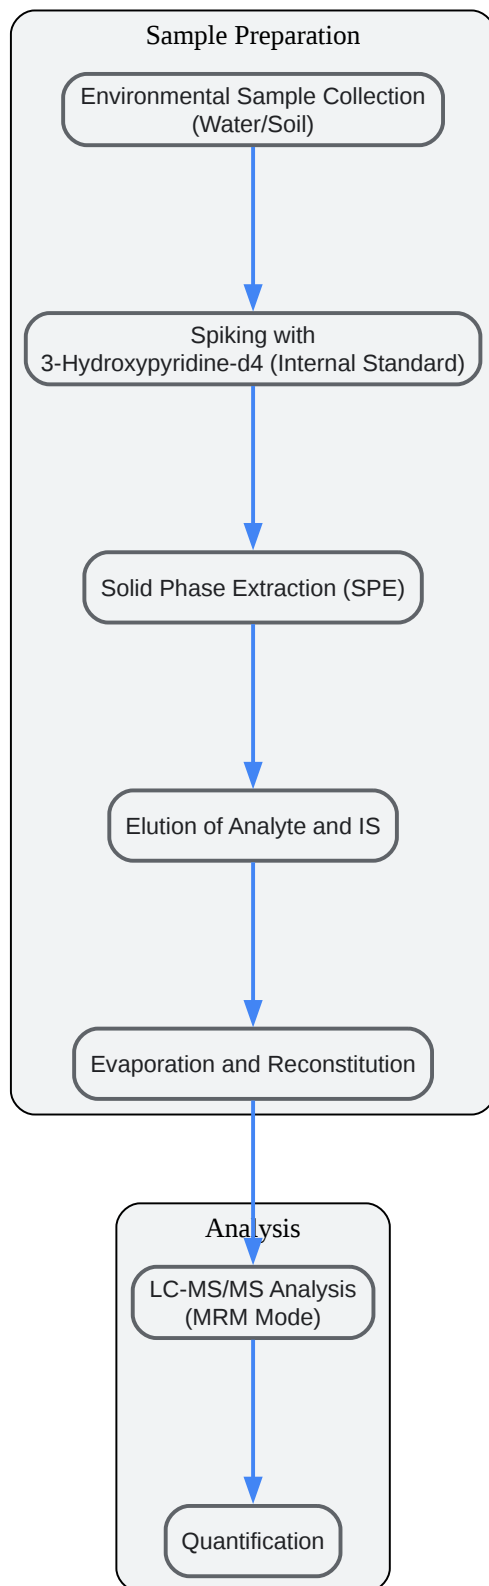 Sample Preparation
Environmental Sample Collection
(Water/Soil)
Spiking with
3-Hydroxypyridine-d4 (Internal Standard)
Solid Phase Extraction (SPE)
Elution of Analyte and IS
Evaporation and Reconstitution
Analysis
LC-MS/MS Analysis
(MRM Mode)
Quantification